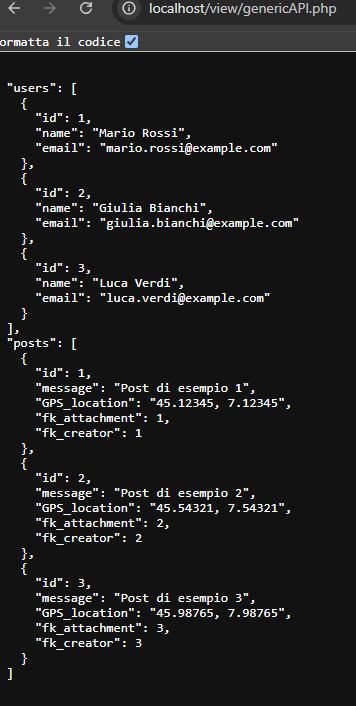 localhost/view/genericAPI.php
ormatta il codice
"users": [
  {
    "id": 1,
    "name": "Mario Rossi",
    "email": "mario.rossi@example.com"
  },
  {
    "id": 2,
    "name": "Giulia Bianchi",
    "email": "giulia.bianchi@example.com"
  },
  {
    "id": 3,
    "name": "Luca Verdi",
    "email": "luca.verdi@example.com"
  }
],
"posts": [
  {
    "id": 1,
    "message": "Post di esempio 1",
    "GPS_location": "45.12345, 7.12345",
    "fk_attachment": 1,
    "fk_creator": 1
  },
  {
    "id": 2,
    "message": "Post di esempio 2",
    "GPS_location": "45.54321, 7.54321",
    "fk_attachment": 2,
    "fk_creator": 2
  },
  {
    "id": 3,
    "message": "Post di esempio 3",
    "GPS_location": "45.98765, 7.98765",
    "fk_attachment": 3,
    "fk_creator": 3
  }
]